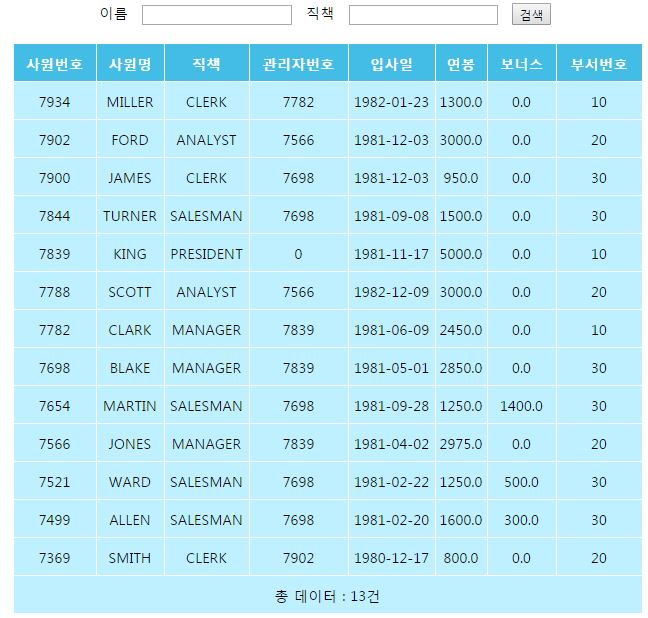 이름 직책 검색
사원번호 사원명 직책 관리자번호 입사일 연봉 보너스 부서번호
7934 MILLER CLERK 7782 1982-01-23 1300.0 0.0 10
7902 FORD ANALYST 7566 1981-12-03 3000.0 0.0 20
7900 JAMES CLERK 7698 1981-12-03 950.0 0.0 30
7844 TURNER SALESMAN 7698 1981-09-08 1500.0 0.0 30
7839 KING PRESIDENT 0 1981-11-17 5000.0 0.0 10
7788 SCOTT ANALYST 7566 1982-12-09 3000.0 0.0 20
7782 CLARK MANAGER 7839 1981-06-09 2450.0 0.0 10
7698 BLAKE MANAGER 7839 1981-05-01 2850.0 0.0 30
7654 MARTIN SALESMAN 7698 1981-09-28 1250.0 1400.0 30
7566 JONES MANAGER 7839 1981-04-02 2975.0 0.0 20
7521 WARD SALESMAN 7698 1981-02-22 1250.0 500.0 30
7499 ALLEN SALESMAN 7698 1981-02-20 1600.0 300.0 30
7369 SMITH CLERK 7902 1980-12-17 800.0 0.0 20
총 데이터 : 13건